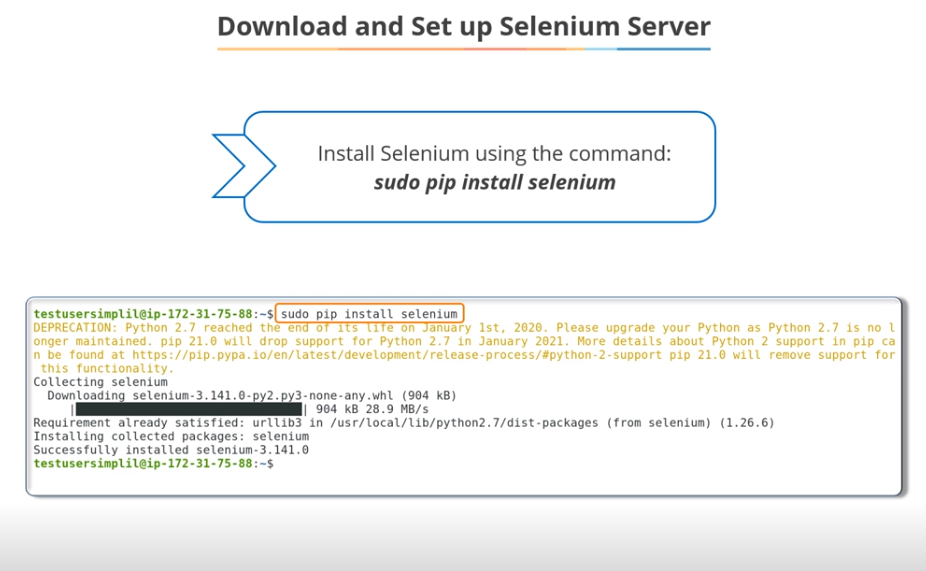 Download and Set up Selenium Server
Install Selenium using the command:
sudo pip install selenium
testusersimplil@ip-172-31-75-88:~$ sudo pip install selenium
DEPRECATION: Python 2.7 reached the end of its life on January 1st, 2020. Please upgrade your Python as Python 2.7 is no l
onger maintained. pip 21.0 will drop support for Python 2.7 in January 2021. More details about Python 2 support in pip ca
n be found at https://pip.pypa.io/en/latest/development/release-process/#python-2-support pip 21.0 will remove support for
this functionality.
Collecting selenium
Downloading selenium-3.141.0-py2.py3-none-any.whl (904 kB)
| | 904 kB 28.9 MB/s
Requirement already satisfied: urllib3 in /usr/local/lib/python2.7/dist-packages (from selenium) (1.26.6)
Installing collected packages: selenium
Successfully installed selenium-3.141.0
testusersimplil@ip-172-31-75-88:~$